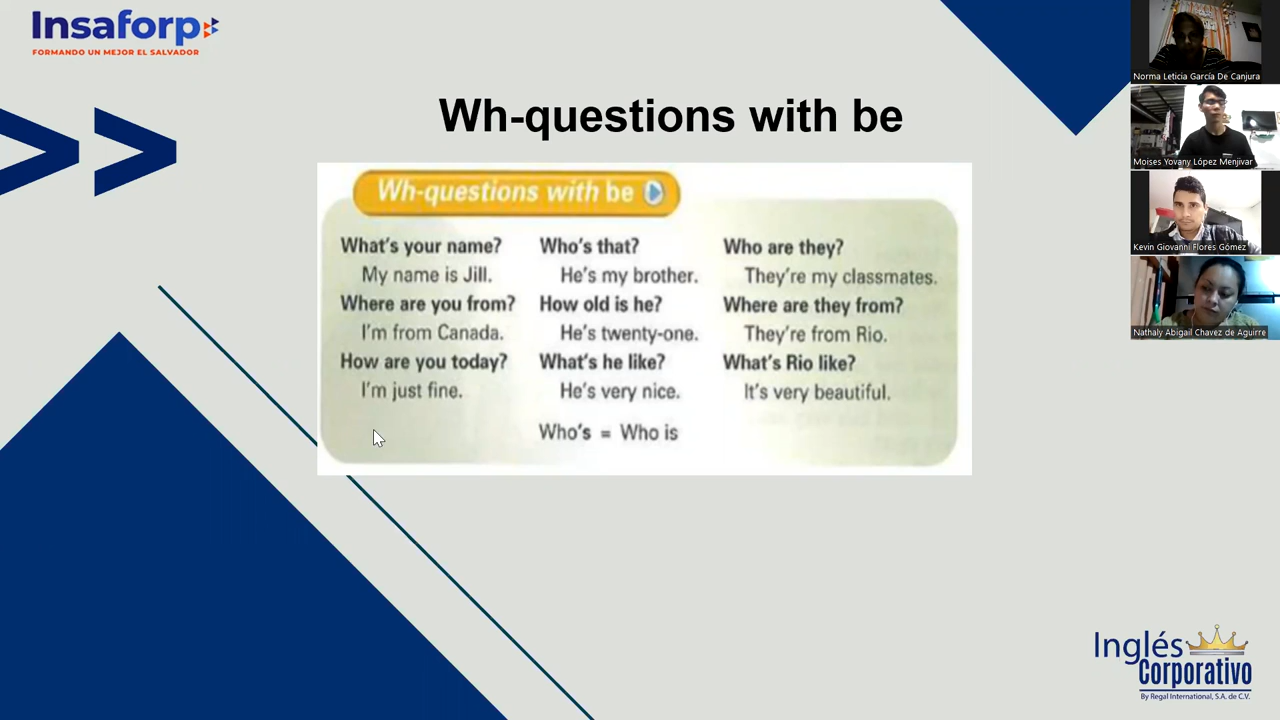 Insaforp
FORMANDO UN MEJOR EL SALVADOR
Wh-questions with be
Wh-questions with be
What's your name?
My name is Jill.
Where are you from?
I'm from Canada.
How are you today?
I'm just fine.
Who's that?
He's my brother.
How old is he?
He's twenty-one.
What's he like?
He's very nice.
Who's = Who is
Who are they?
They're my classmates.
Where are they from?
They're from Rio.
What's Rio like?
It's very beautiful.
Norma Leticia García De Canjura
Moises Yovany López Menjivar
Kevin Giovanni Flores Gómez
Nathaly Abigail Chavez de Aguirre
Inglés
Corporativo
By Regal International, S.A. de C.V.